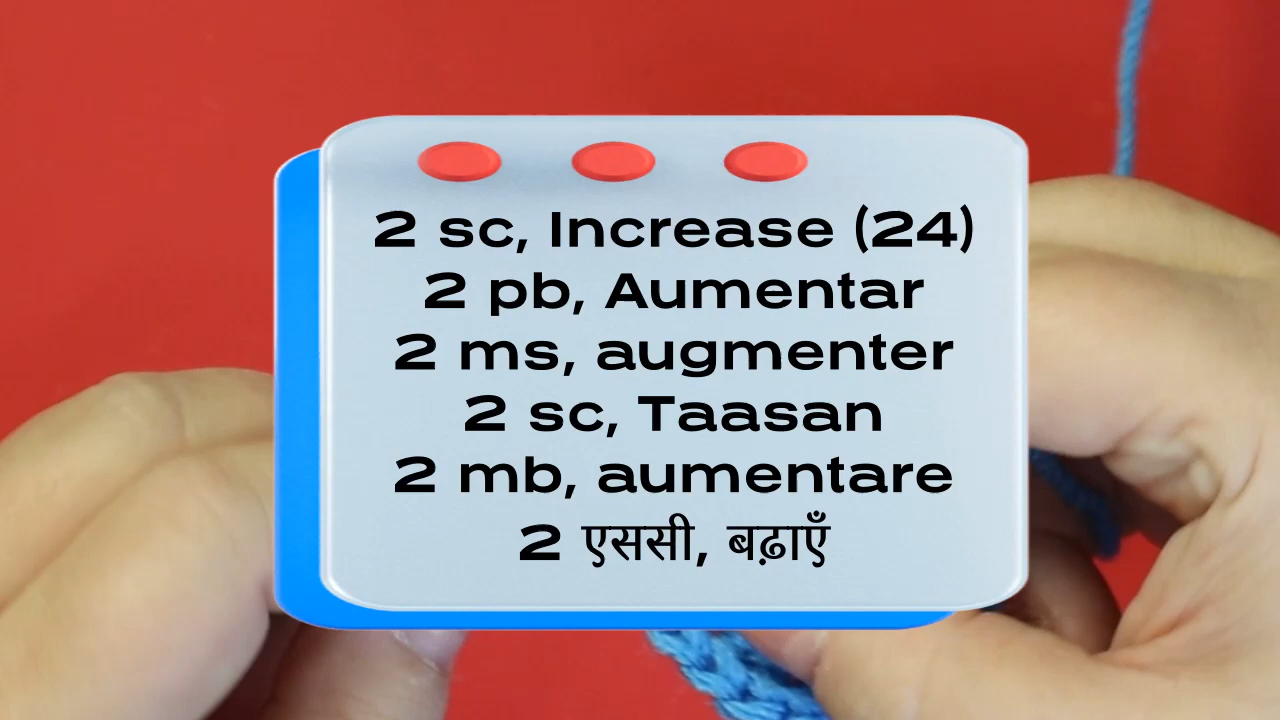 2 sc, Increase (24)
2 pb, Aumentar
2 ms, augmenter
2 sc, Taasan
2 mb, aumentare
2 एससी, बढ़ाएँ